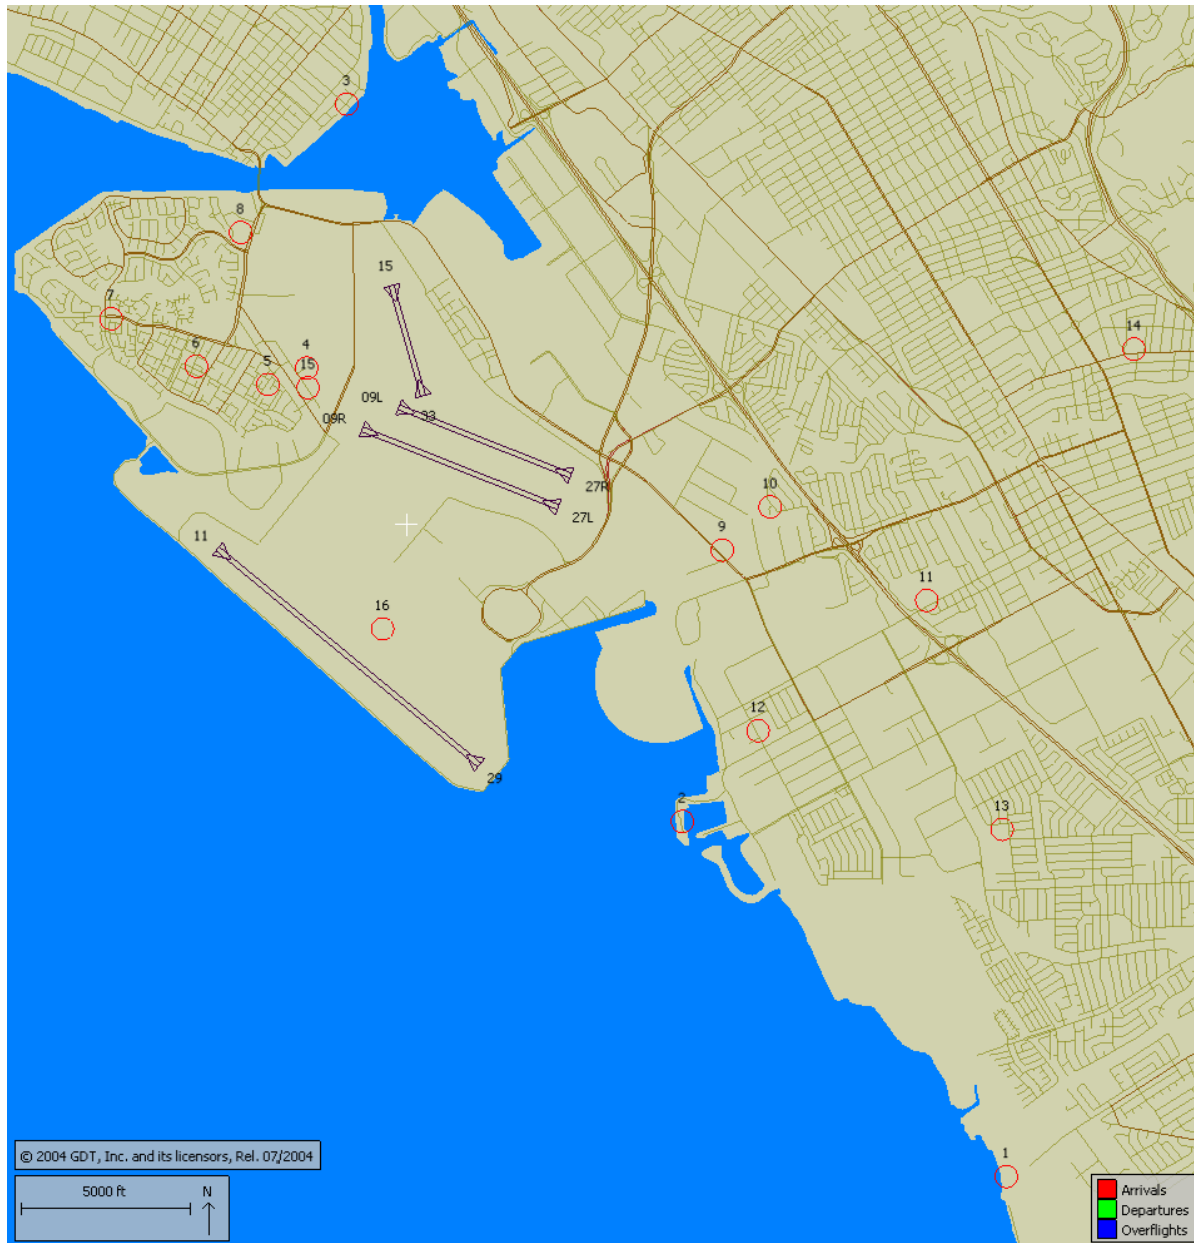 3
8
15
7
14
4
6
5
15
09L
33
09R
27R
27L
10
9
11
11
16
12
29
2
13
1
© 2004 GDT, Inc. and its licensors, Rel. 07/2004
5000 ft N
Arrivals
Departures
Overflights